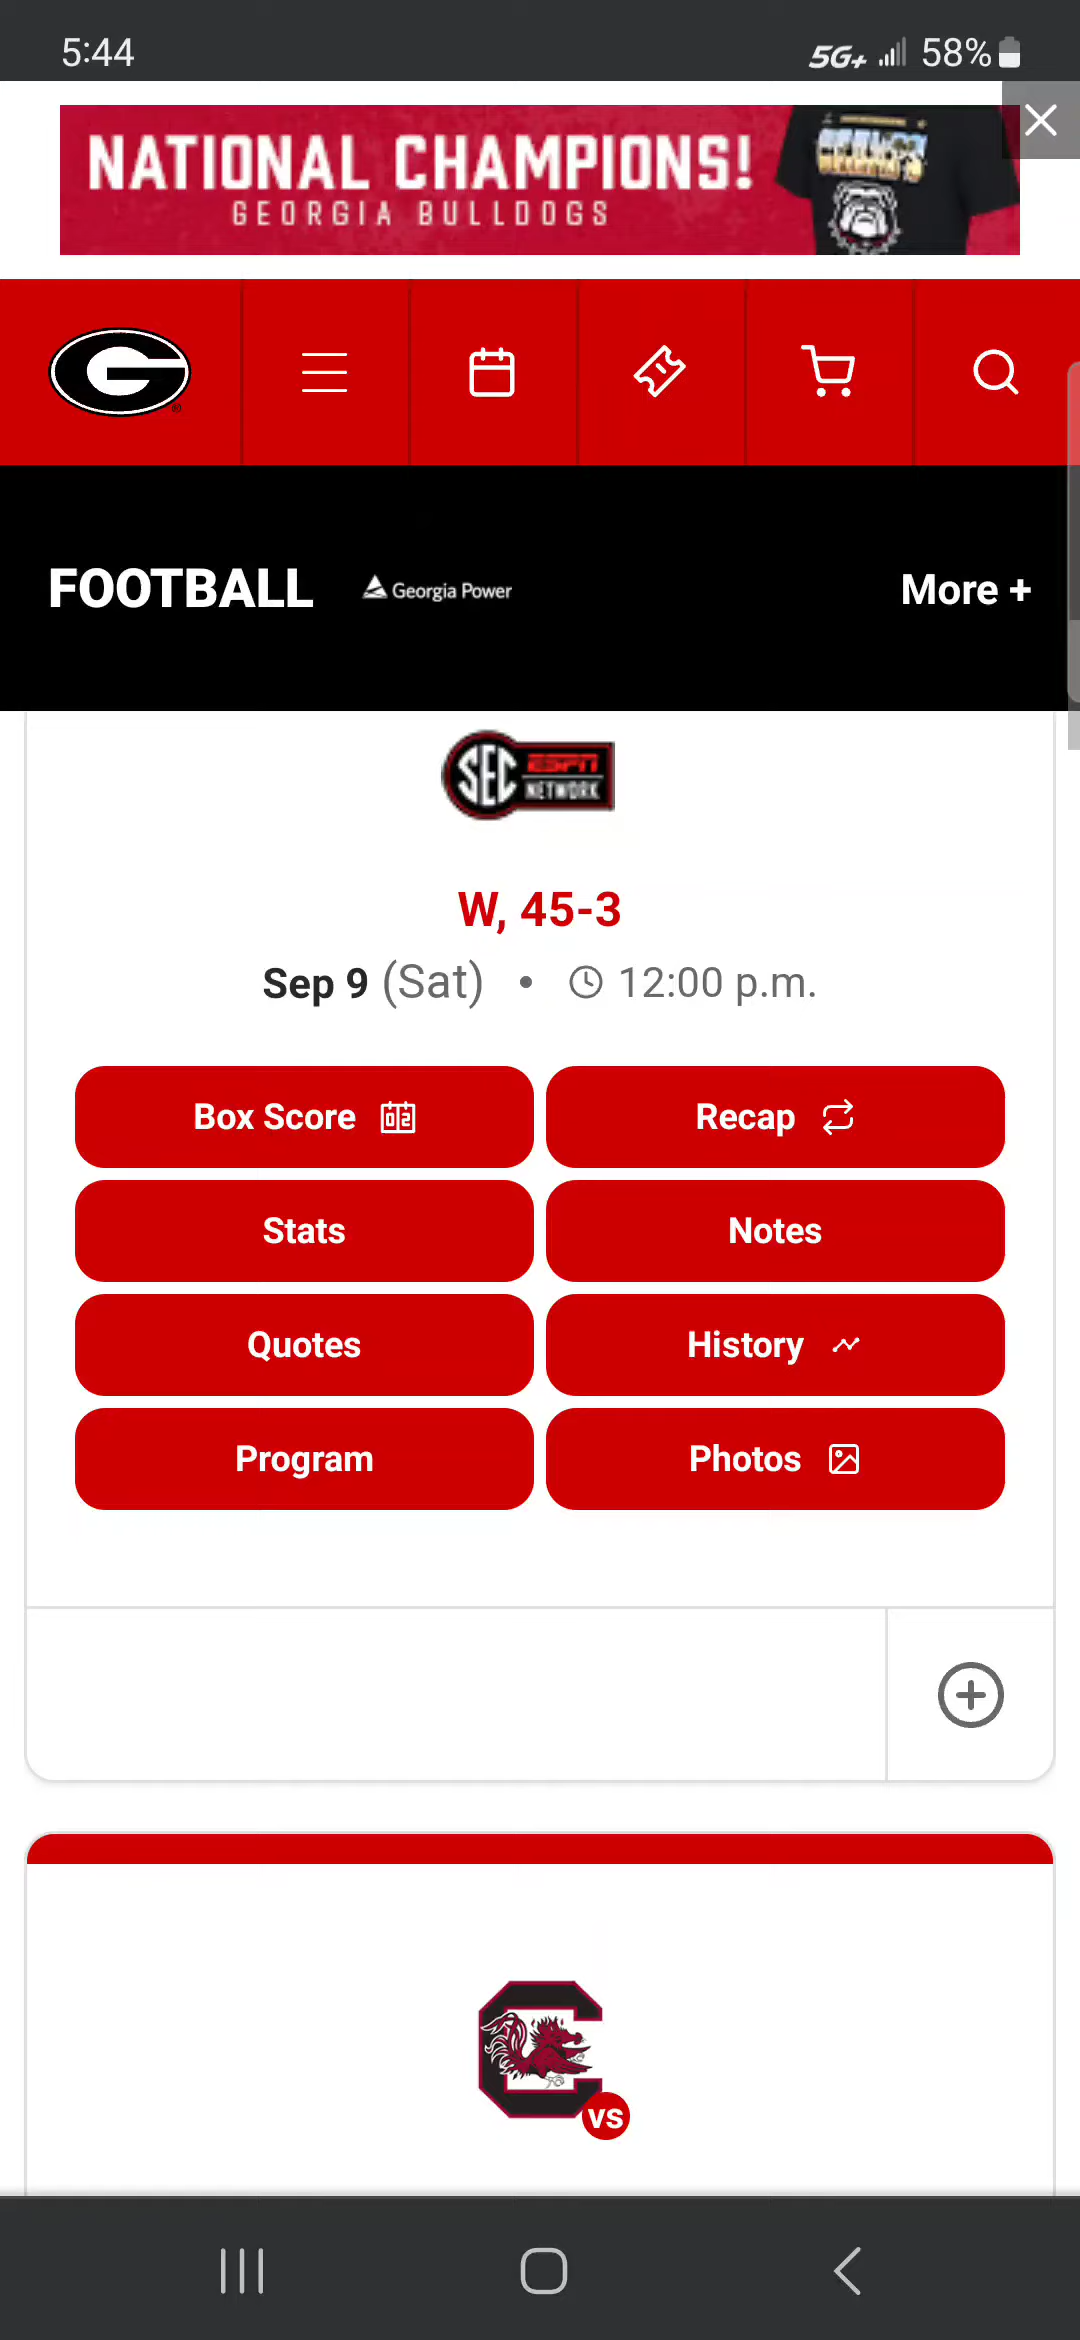 5:44
5G+ 58%
NATIONAL CHAMPIONS!
GEORGIA BULLDOGS
G
FOOTBALL
Georgia Power
More +
SEC ESPN
NETWORK
W, 45-3
Sep 9 (Sat) • 12:00 p.m.
Box Score
Recap
Stats
Notes
Quotes
History
Program
Photos
C
VS